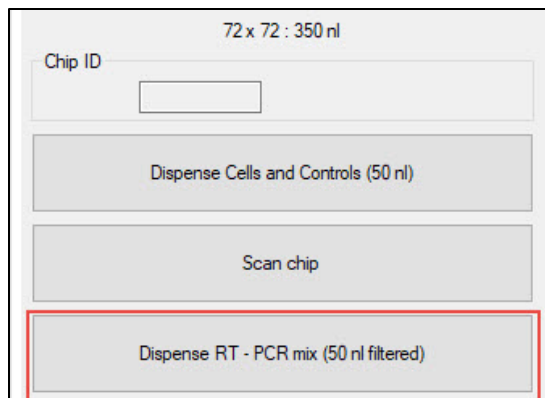 72 x 72 : 350 nl
Chip ID
Dispense Cells and Controls (50 nl)
Scan chip
Dispense RT - PCR mix (50 nl filtered)